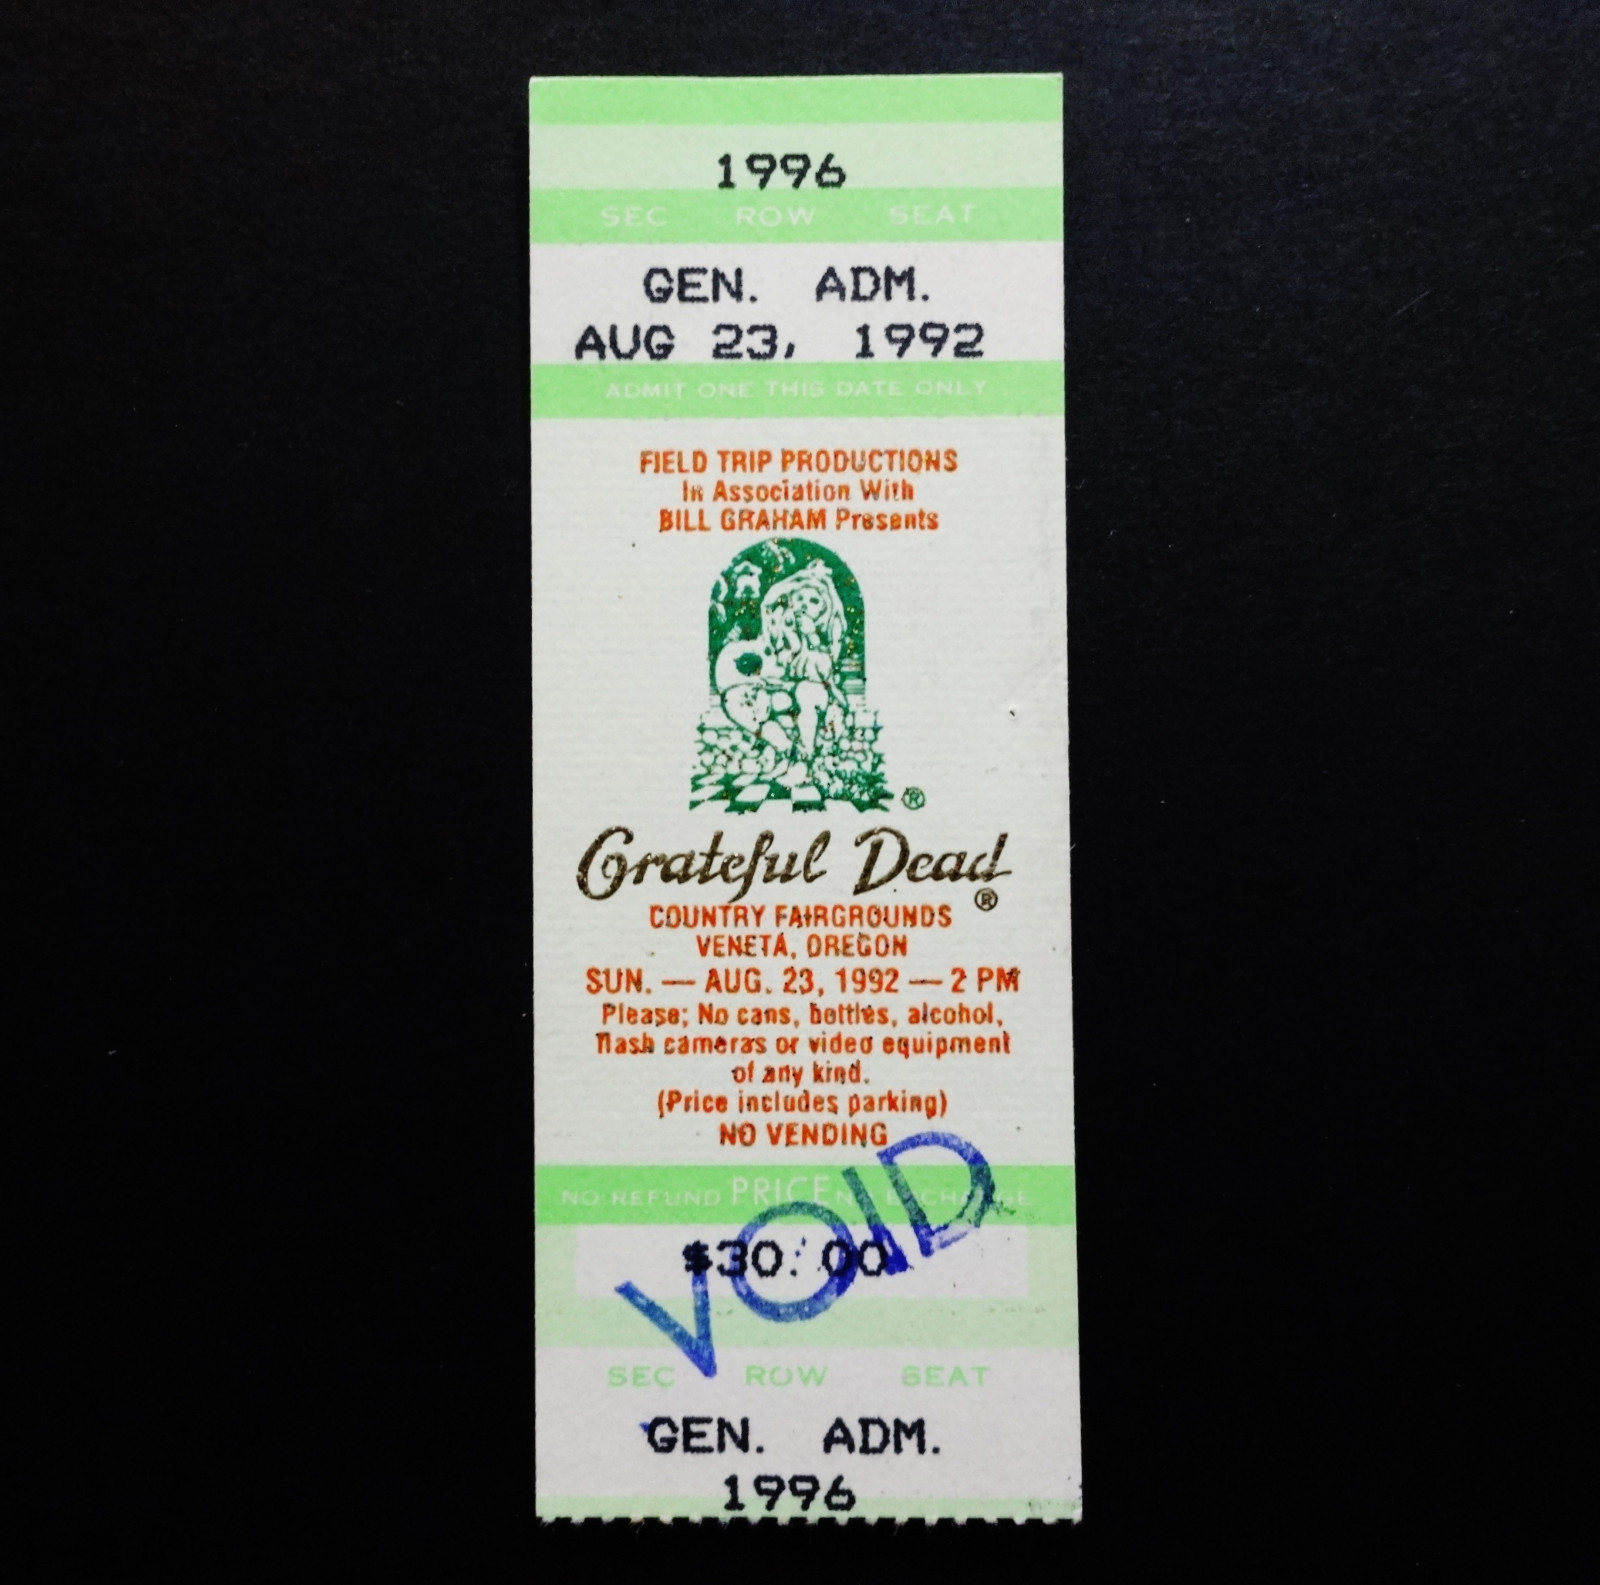 1996
SEC ROW SEAT
GEN. ADM.
AUG 23, 1992
ADMIT ONE THIS DATE ONLY
FIELD TRIP PRODUCTIONS
In Association With
BILL GRAHAM Presents
®
Grateful Dead
®
COUNTRY FAIRGROUNDS
VENETA, OREGON
SUN. — AUG. 23, 1992 — 2 PM
Please; No cans, bottles, alcohol,
flash cameras or video equipment
of any kind.
(Price includes parking)
NO VENDING
NO REFUND PRICE NO EXCHANGE
$30.00
VOID
SEC ROW SEAT
GEN. ADM.
1996